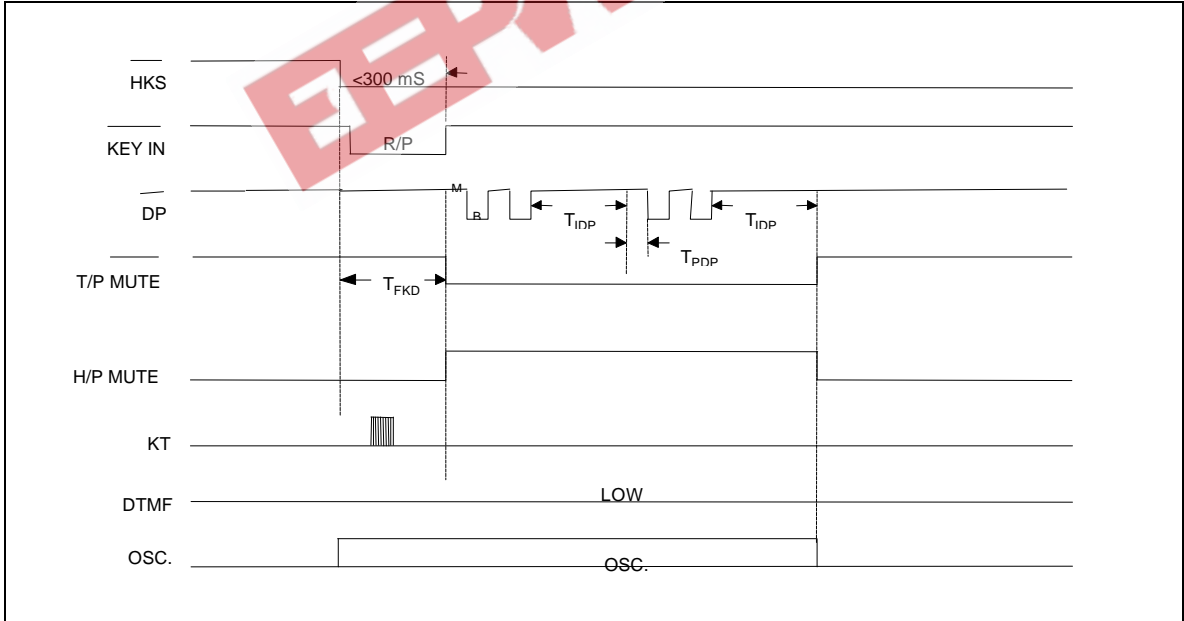 HKS
<300 mS
KEY IN
R/P
M
DP
B
TIDP
TIDP
TPDP
T/P MUTE
TFKD
H/P MUTE
KT
LOW
DTMF
OSC.
OSC.